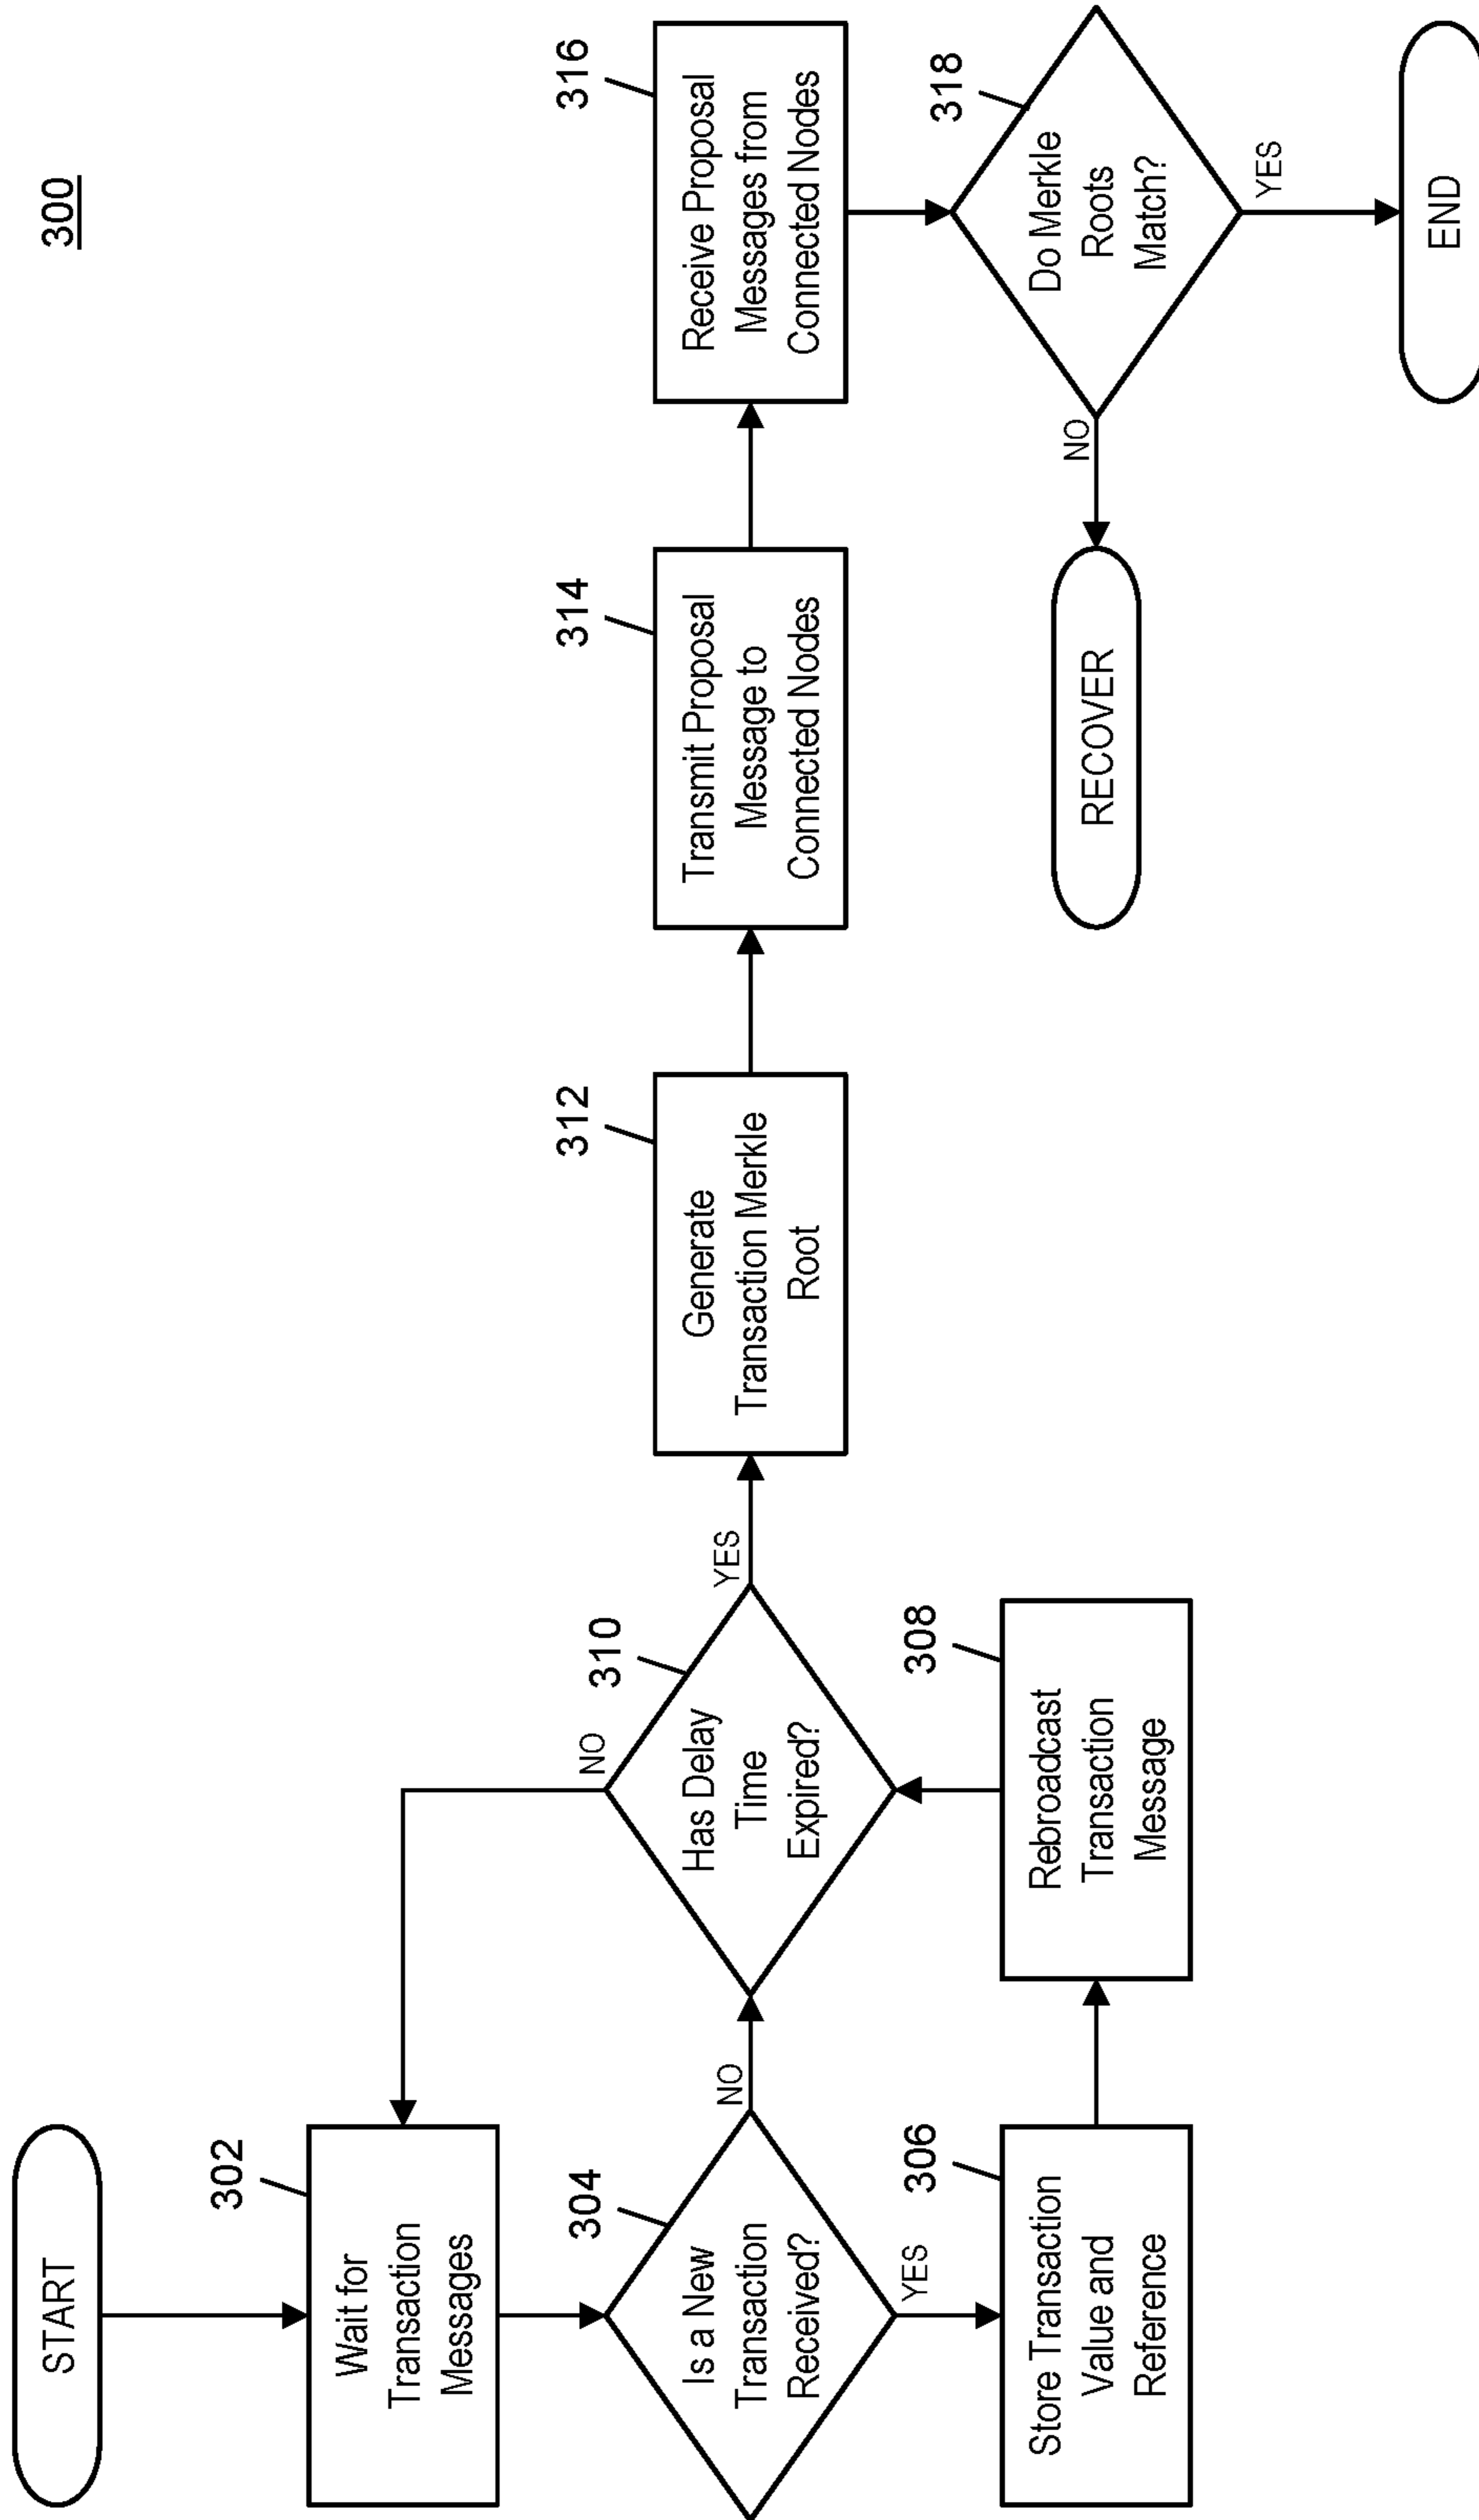 300
START
302
Wait for
Transaction
Messages
304
Is a New
Transaction
Received?
NO
YES
306
Store Transaction
Value and
Reference
308
Rebroadcast
Transaction
Message
310
Has Delay
Time
Expired?
NO
YES
312
Generate
Transaction Merkle
Root
314
Transmit Proposal
Message to
Connected Nodes
316
Receive Proposal
Messages from
Connected Nodes
318
Do Merkle
Roots
Match?
NO
YES
RECOVER
END